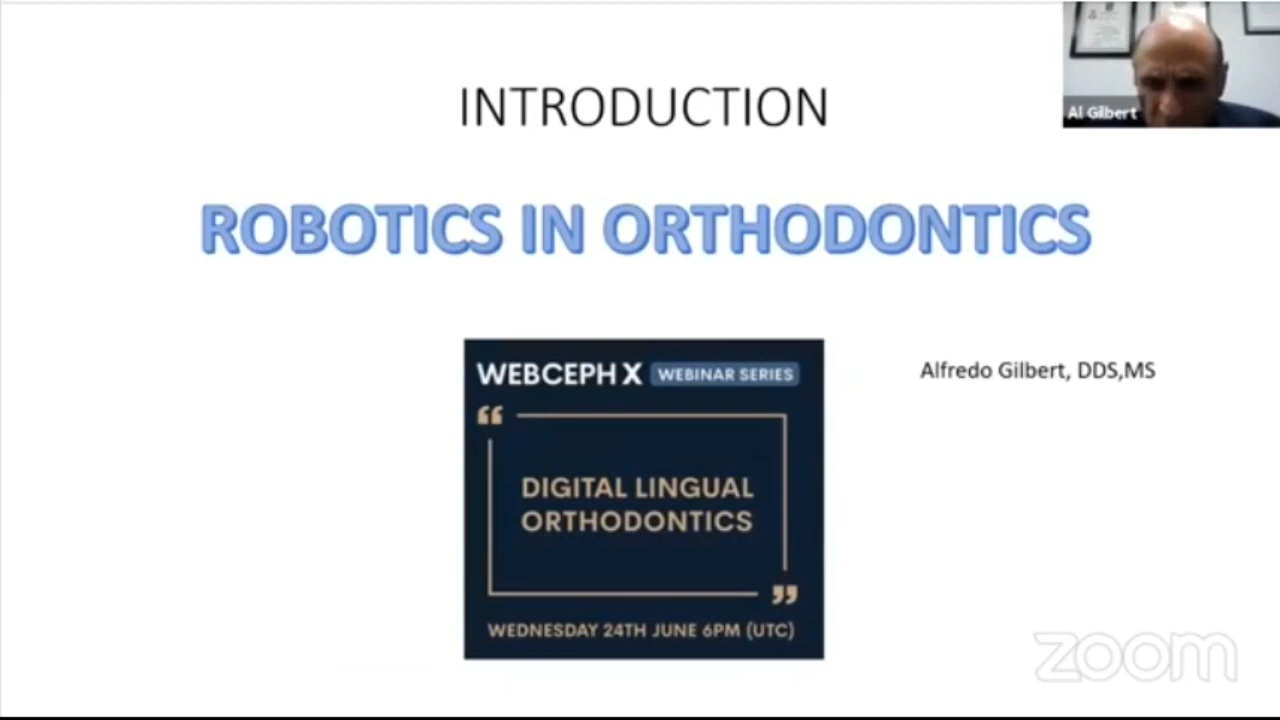 INTRODUCTION
Al Gilbert
ROBOTICS IN ORTHODONTICS
WEBCEPH X WEBINAR SERIES
Alfredo Gilbert, DDS,MS
“
DIGITAL LINGUAL
ORTHODONTICS
”
WEDNESDAY 24TH JUNE 6PM (UTC)
zoom